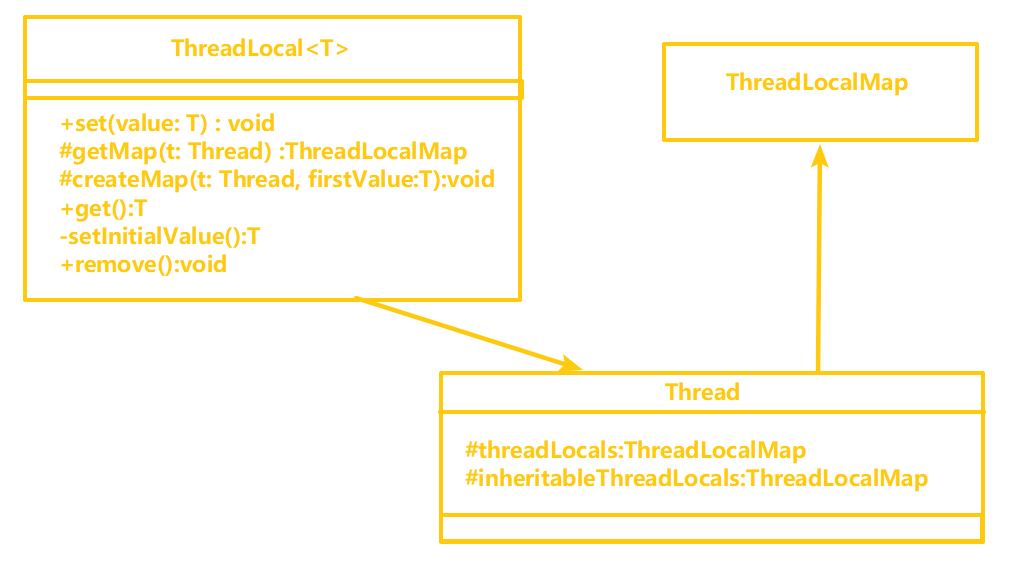 ThreadLocal<T>
+set(value: T) : void
#getMap(t: Thread) :ThreadLocalMap
#createMap(t: Thread, firstValue:T):void
+get():T
-setInitialValue():T
+remove():void
ThreadLocalMap
Thread
#threadLocals:ThreadLocalMap
#inheritableThreadLocals:ThreadLocalMap